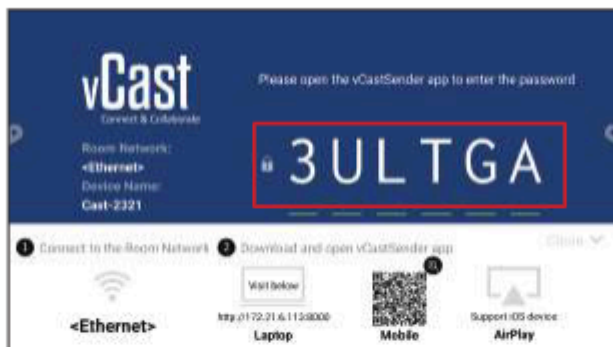 vCast
Connect & Collaborate
Please open the vCastSender app to enter the password
Room Network:
<Ethernet>
Device Name:
Cast-2321
3ULTGA
1 Connect to the Room Network
2 Download and open vCastSender app
Close
<Ethernet>
Visit below
http://172.21.6.113:8000
Laptop
Mobile
Support iOS device
AirPlay